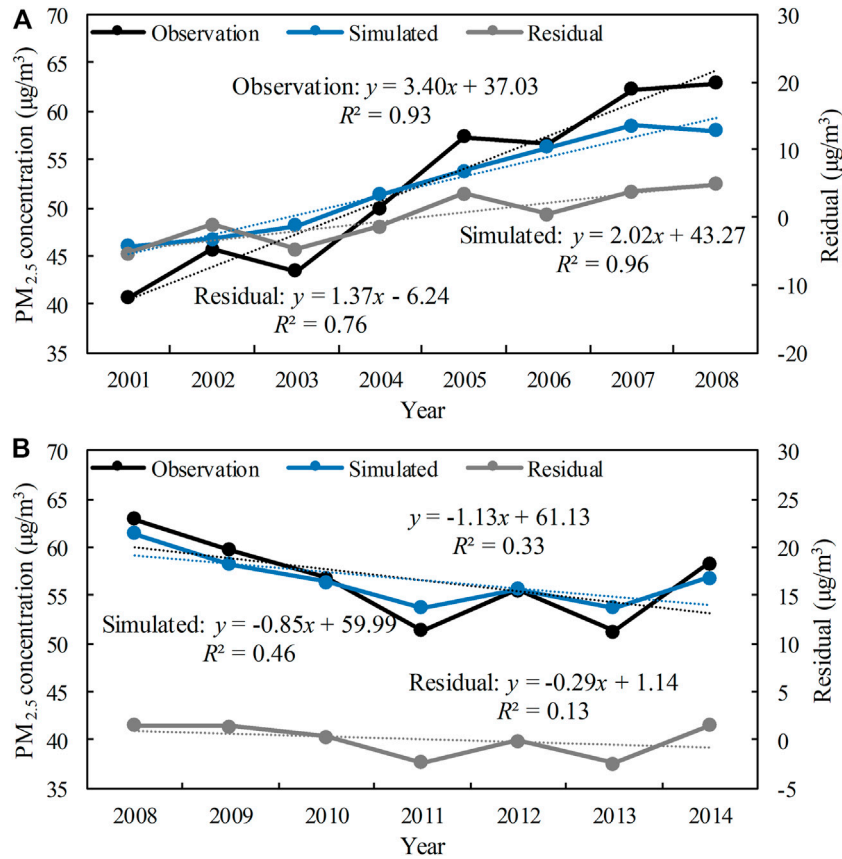 A
Observation Simulated Residual
Observation: y = 3.40x + 37.03
R² = 0.93
Simulated: y = 2.02x + 43.27
R² = 0.96
Residual: y = 1.37x - 6.24
R² = 0.76
PM2.5 concentration (μg/m³)
70
65
60
55
50
45
40
35
Residual (μg/m³)
30
20
10
0
-10
-20
2001 2002 2003 2004 2005 2006 2007 2008
Year
B
Observation Simulated Residual
y = -1.13x + 61.13
R² = 0.33
Simulated: y = -0.85x + 59.99
R² = 0.46
Residual: y = -0.29x + 1.14
R² = 0.13
PM2.5 concentration (μg/m³)
70
65
60
55
50
45
40
35
Residual (μg/m³)
30
25
20
15
10
5
0
-5
2008 2009 2010 2011 2012 2013 2014
Year